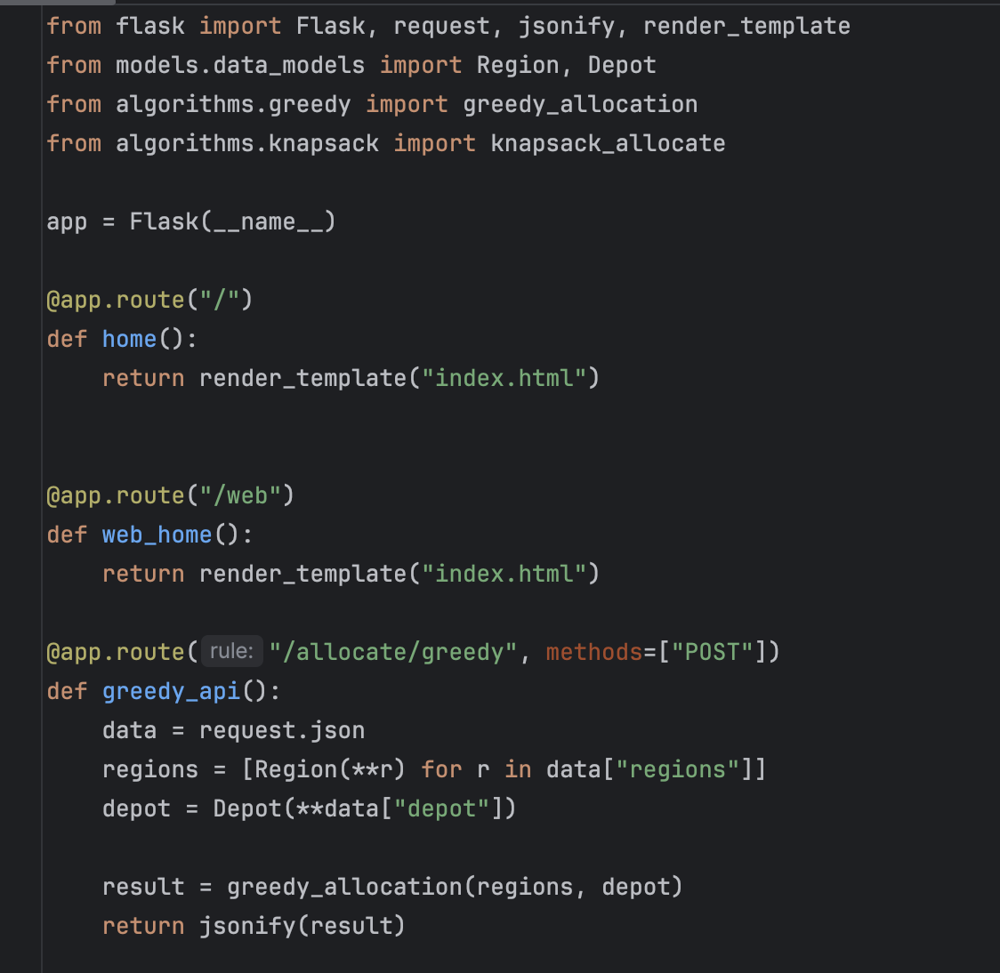 from flask import Flask, request, jsonify, render_template
from models.data_models import Region, Depot
from algorithms.greedy import greedy_allocation
from algorithms.knapsack import knapsack_allocate
app = Flask(__name__)
@app.route("/")
def home():
    return render_template("index.html")
@app.route("/web")
def web_home():
    return render_template("index.html")
@app.route( rule: "/allocate/greedy", methods=["POST"])
def greedy_api():
    data = request.json
    regions = [Region(**r) for r in data["regions"]]
    depot = Depot(**data["depot"])
    result = greedy_allocation(regions, depot)
    return jsonify(result)